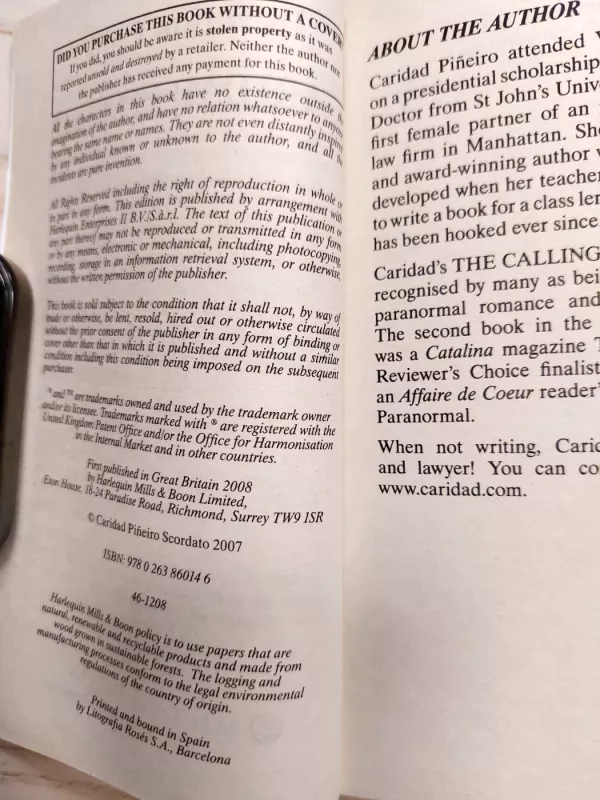 DID YOU PURCHASE THIS BOOK WITHOUT A COVER?
If you did, you should be aware it is stolen property as it was
reported unsold and destroyed by a retailer. Neither the author nor
the publisher has received any payment for this book.
All the characters in this book have no existence outside the
imagination of the author, and have no relation whatsoever to anyone
bearing the same name or names. They are not even distantly inspired
by any individual known or unknown to the author, and all the
incidents are pure invention.
All Rights Reserved including the right of reproduction in whole or
in part in any form. This edition is published by arrangement with
Harlequin Enterprises II B.V./S.à.r.l. The text of this publication or
any part thereof may not be reproduced or transmitted in any form
or by any means, electronic or mechanical, including photocopying,
recording, storage in an information retrieval system, or otherwise,
without the written permission of the publisher.
This book is sold subject to the condition that it shall not, by way of
trade or otherwise, be lent, resold, hired out or otherwise circulated
without the prior consent of the publisher in any form of binding or
cover other than that in which it is published and without a similar
condition including this condition being imposed on the subsequent
purchaser.
® and ™ are trademarks owned and used by the trademark owner
and/or its licensee. Trademarks marked with ® are registered with the
United Kingdom Patent Office and/or the Office for Harmonisation
in the Internal Market and in other countries.
First published in Great Britain 2008
by Harlequin Mills & Boon Limited,
Eton House, 18-24 Paradise Road, Richmond, Surrey TW9 1SR
© Caridad Piñeiro Scordato 2007
ISBN: 978 0 263 86014 6
46-1208
Harlequin Mills & Boon policy is to use papers that are
natural, renewable and recyclable products and made from
wood grown in sustainable forests. The logging and
manufacturing processes conform to the legal environmental
regulations of the country of origin.
Printed and bound in Spain
by Litografia Rosés S.A., Barcelona
ABOUT THE AUTHOR
Caridad Piñeiro attended
on a presidential scholarship
Doctor from St John's Unive
first female partner of an
law firm in Manhattan. She
and award-winning author
developed when her teacher
to write a book for a class len
has been hooked ever since.
Caridad's THE CALLING
recognised by many as bei
paranormal romance and
The second book in the
was a Catalina magazine T
Reviewer's Choice finalist
an Affaire de Coeur reader'
Paranormal.
When not writing, Carid
and lawyer! You can co
www.caridad.com.